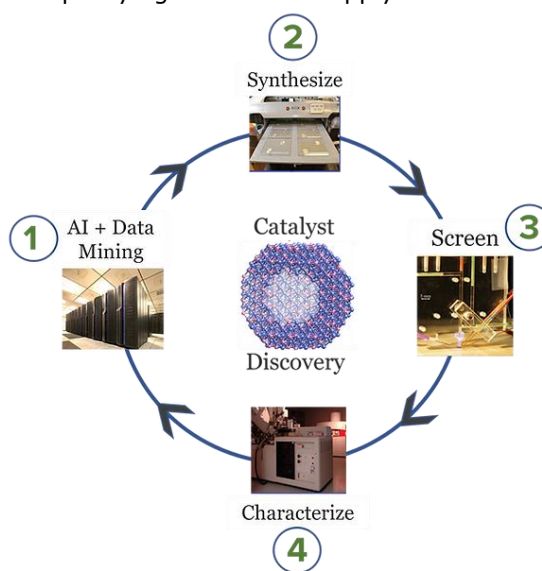 2
Synthesize
1
AI + Data
Mining
Catalyst
Discovery
3
Screen
Characterize
4